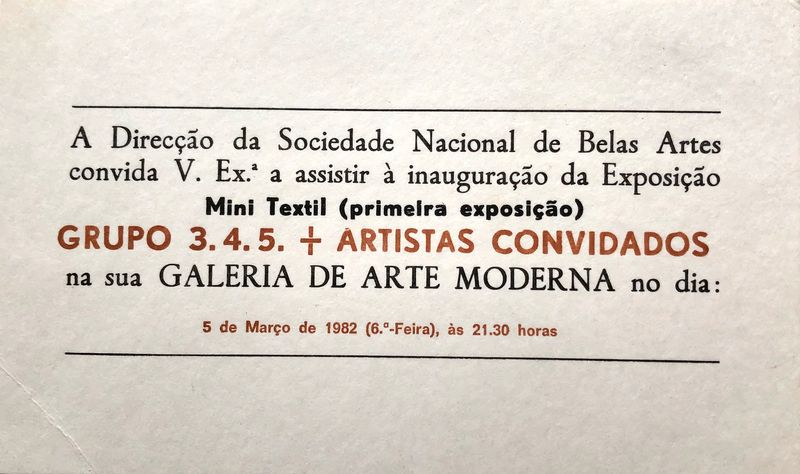 A Direcção da Sociedade Nacional de Belas Artes
convida V. Ex.ª a assistir à inauguração da Exposição
Mini Textil (primeira exposição)
GRUPO 3.4.5. + ARTISTAS CONVIDADOS
na sua GALERIA DE ARTE MODERNA no dia:
5 de Março de 1982 (6.ª-Feira), às 21.30 horas